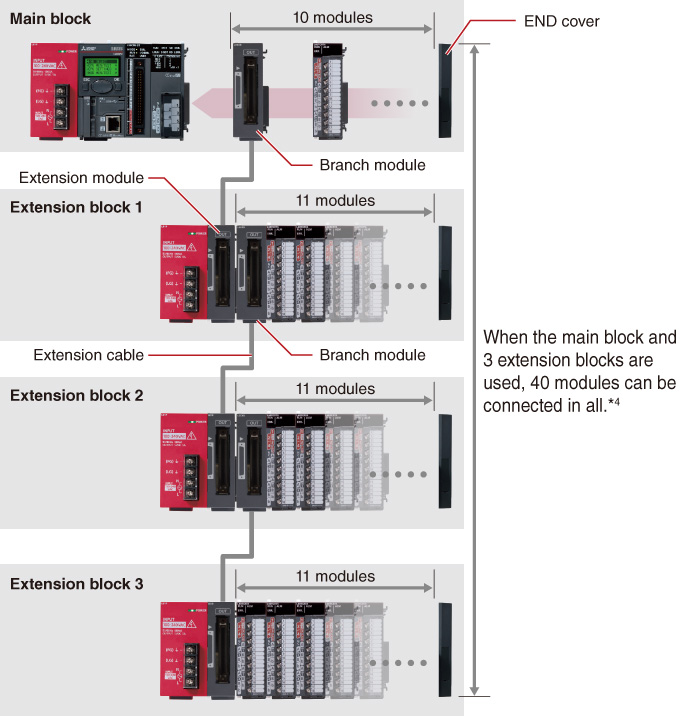 Main block
10 modules
END cover
Branch module
Extension module
Extension block 1
11 modules
Extension cable
Branch module
When the main block and
3 extension blocks are
used, 40 modules can be
connected in all.*4
Extension block 2
11 modules
Extension block 3
11 modules